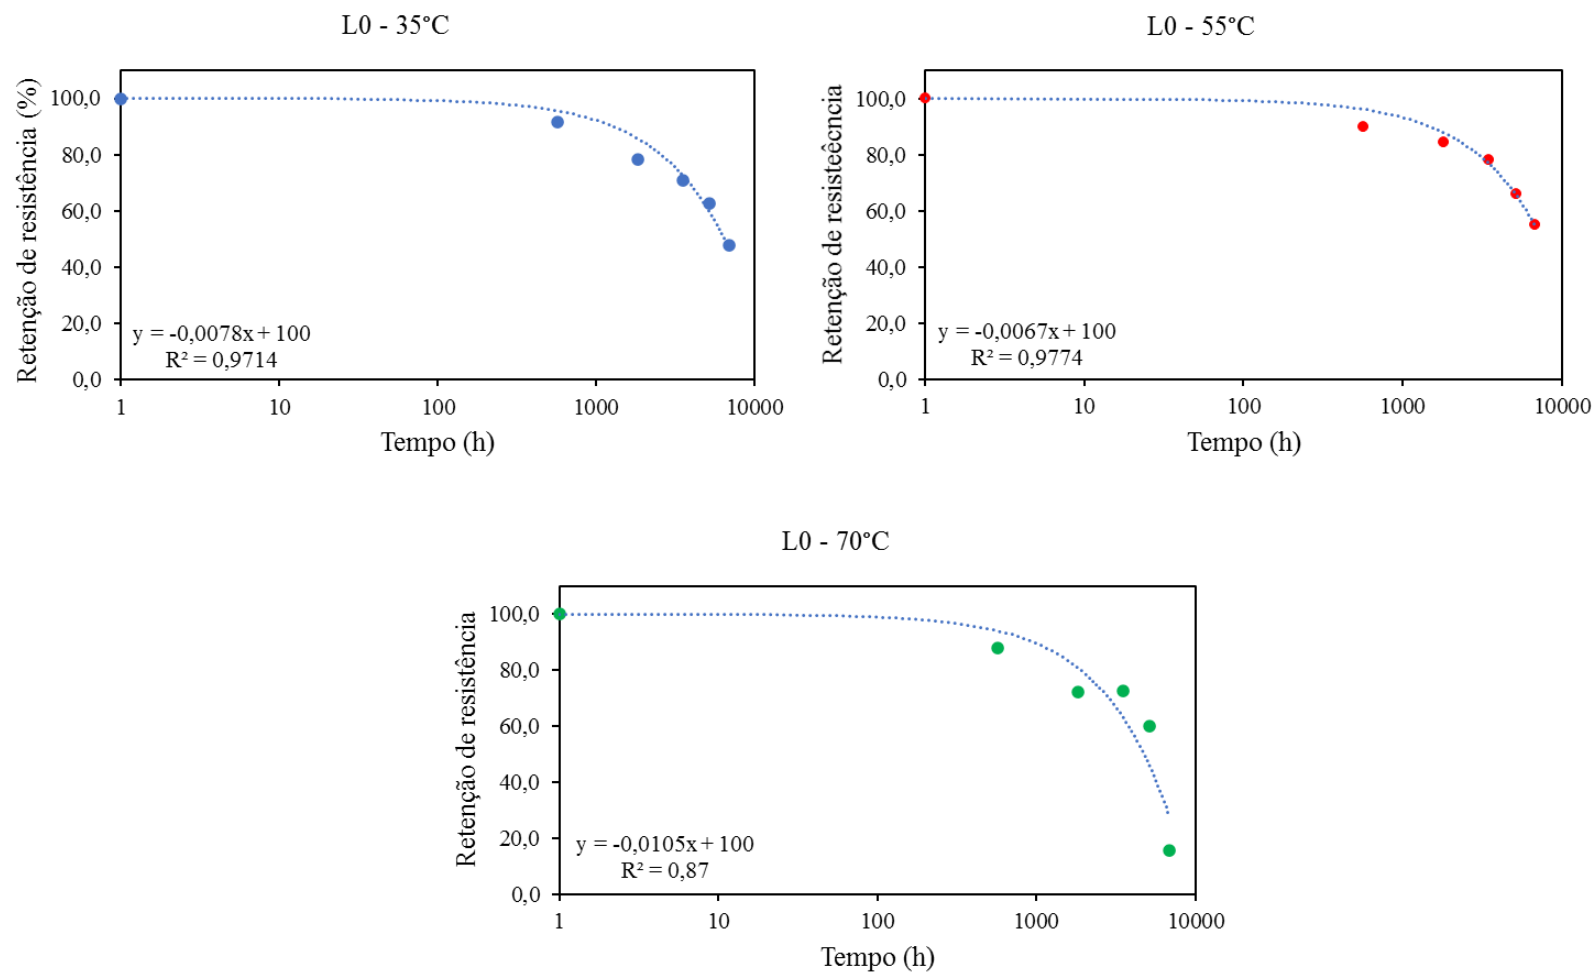 L0 - 35°C
Retenção de resistência (%)
100,0
80,0
60,0
40,0
20,0
0,0
y = -0,0078x + 100
R² = 0,9714
1 10 100 1000 10000
Tempo (h)
L0 - 55°C
Retenção de resisteêcnia
100,0
80,0
60,0
40,0
20,0
0,0
y = -0,0067x + 100
R² = 0,9774
1 10 100 1000 10000
Tempo (h)
L0 - 70°C
Retenção de resistência
100,0
80,0
60,0
40,0
20,0
0,0
y = -0,0105x + 100
R² = 0,87
1 10 100 1000 10000
Tempo (h)